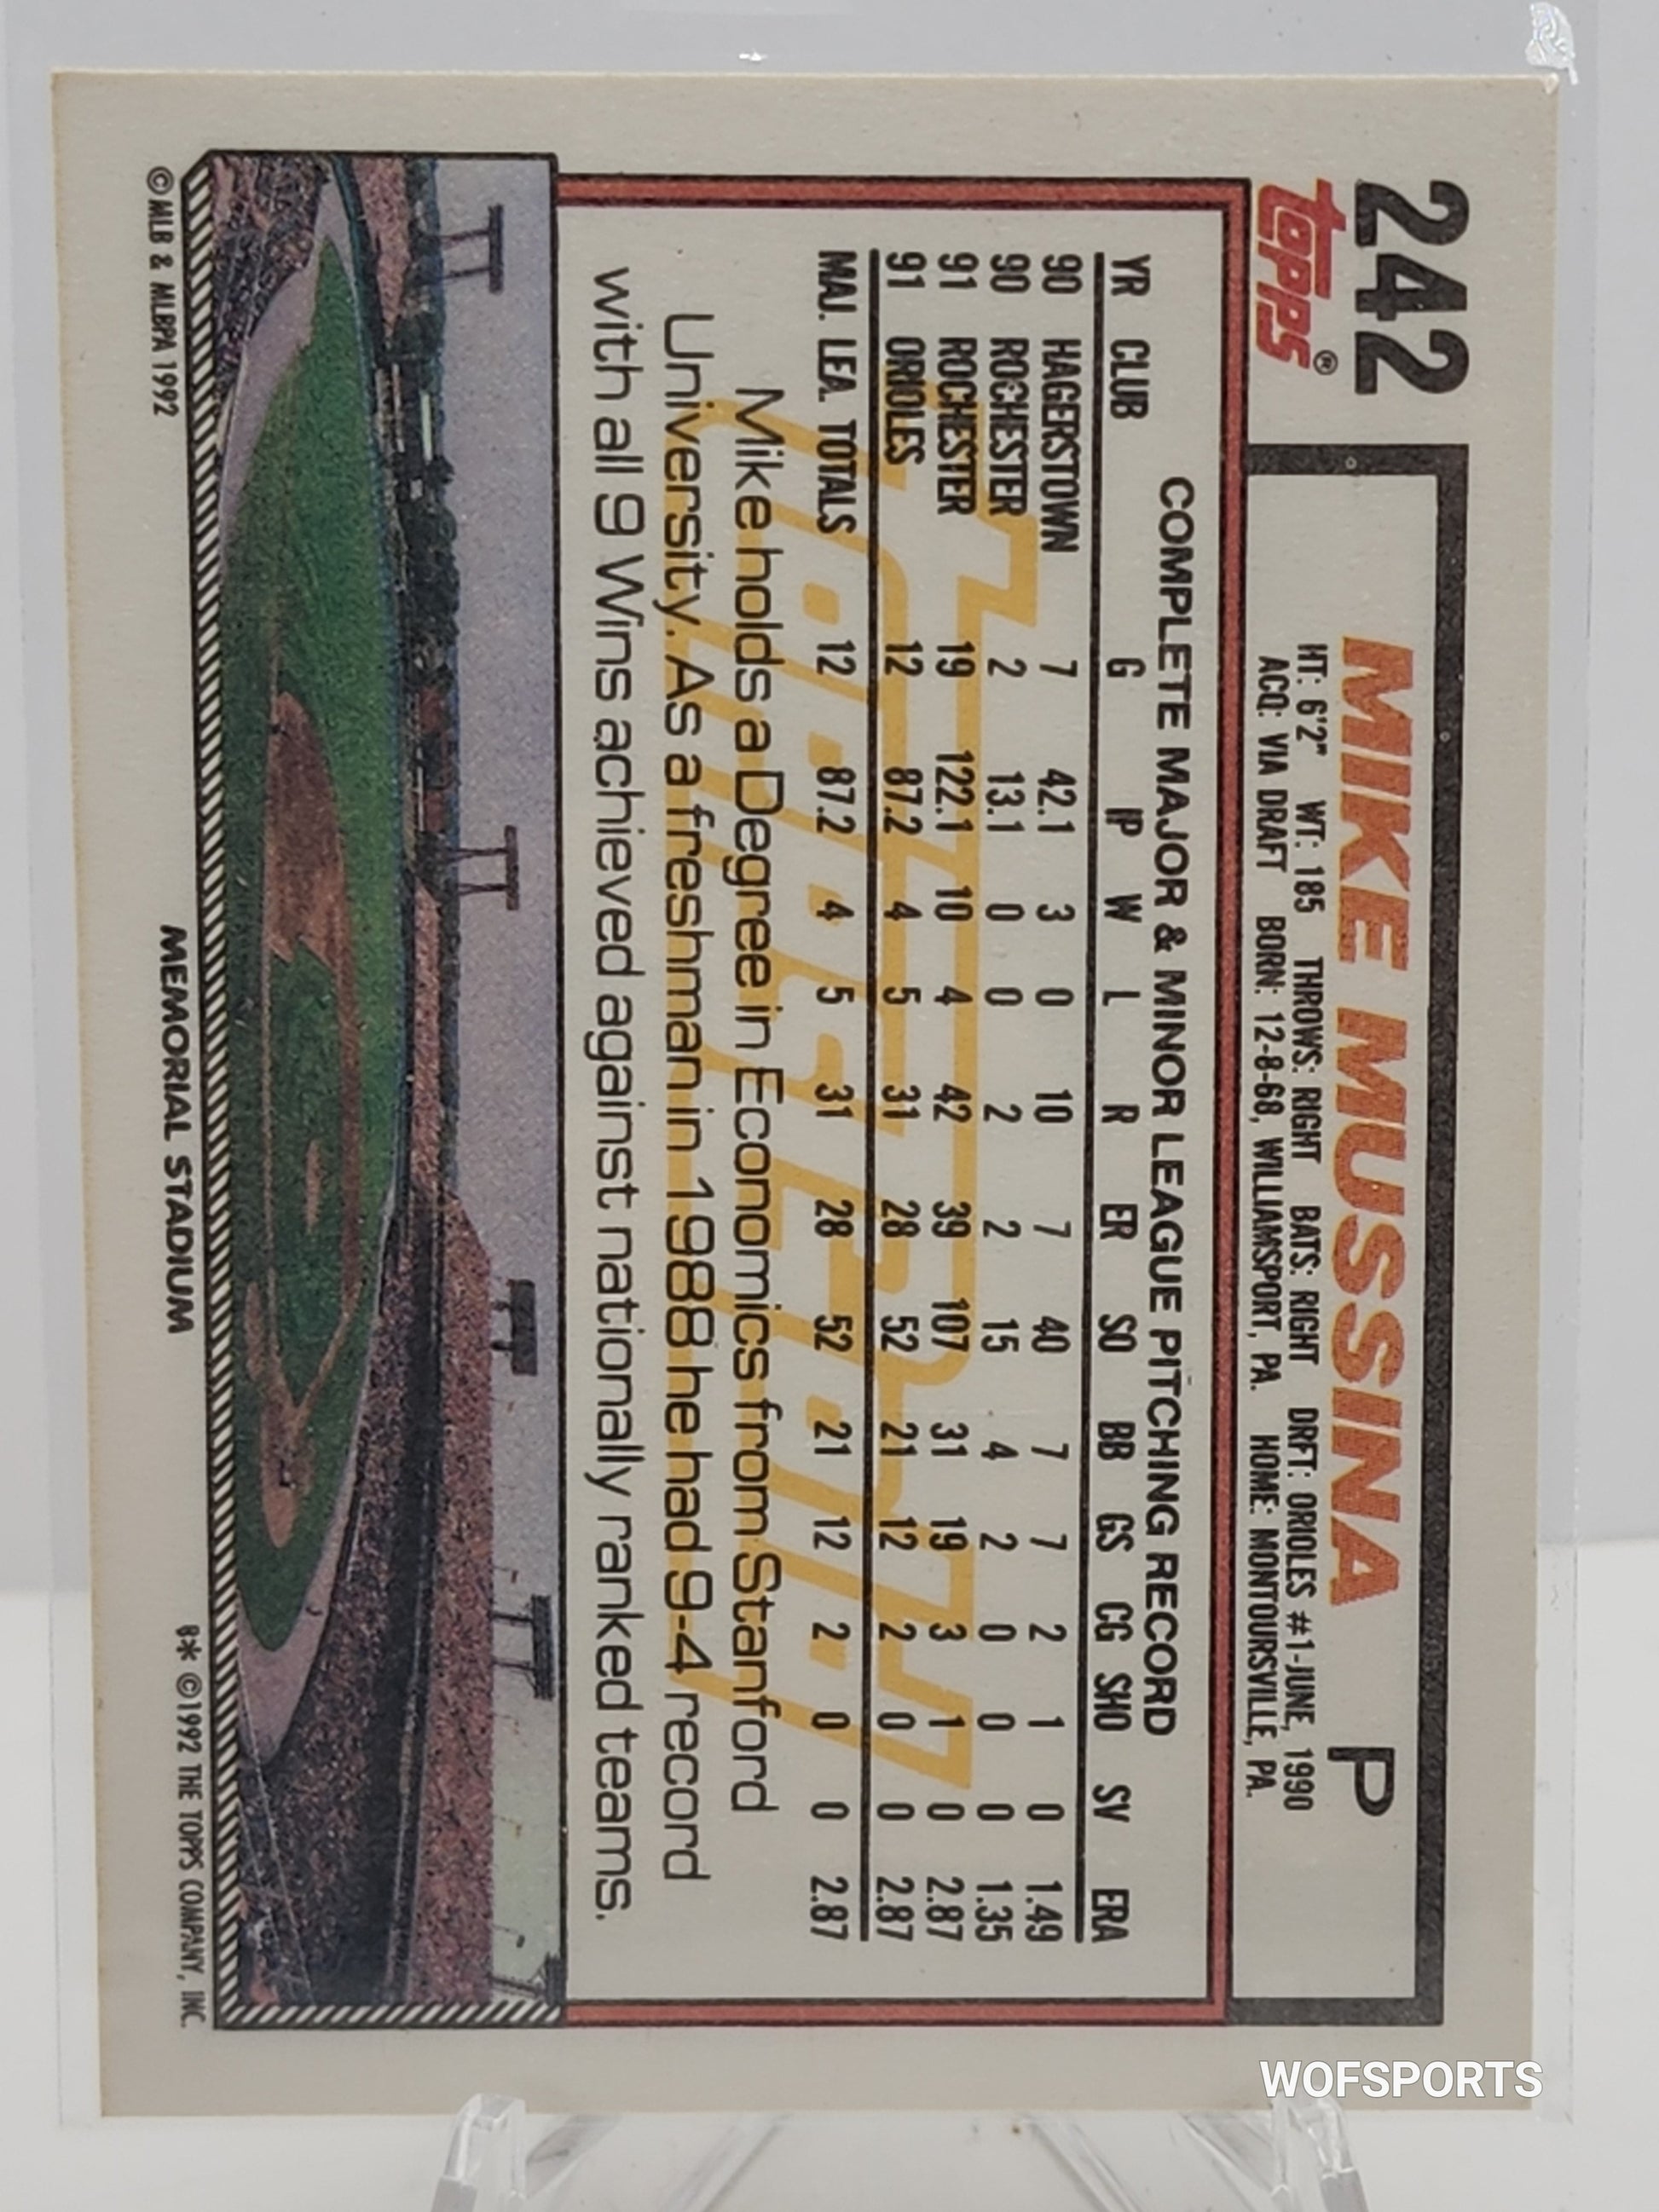 242
Topps®
MIKE MUSSINA P
HT: 6'2" WT: 185 THROWS: RIGHT BATS: RIGHT DRFT: ORIOLES #1-JUNE, 1990
ACQ: VIA DRAFT BORN: 12-8-68, WILLIAMSPORT, PA. HOME: MONTOURSVILLE, PA.
COMPLETE MAJOR & MINOR LEAGUE PITCHING RECORD
YR CLUB G IP W L R ER SO BB GS CG SHO SV ERA
90 HAGERSTOWN 7 42.1 3 0 10 7 40 7 7 2 1 0 1.49
90 ROCHESTER 2 13.1 0 0 2 2 15 4 2 0 0 0 1.35
91 ROCHESTER 19 122.1 10 4 42 39 107 31 19 3 1 0 2.87
91 ORIOLES 12 87.2 4 5 31 28 52 21 12 2 0 0 2.87
MAJ. LEA. TOTALS 12 87.2 4 5 31 28 52 21 12 2 0 0 2.87
Mike holds a Degree in Economics from Stanford
University. As a freshman in 1988 he had 9-4 record
with all 9 Wins achieved against nationally ranked teams.
© MLB & MLBPA 1992
MEMORIAL STADIUM
8* ©1992 THE TOPPS COMPANY, INC.
WOFSPORTS